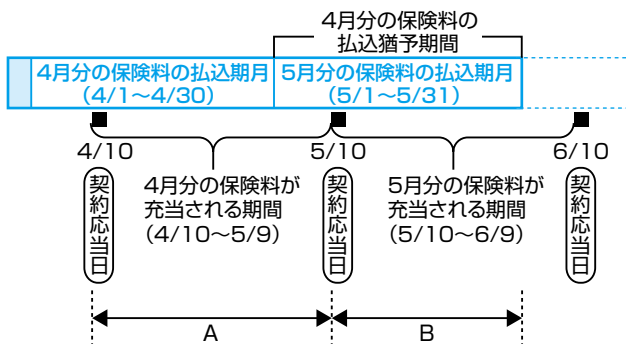 4月分の保険料の
払込猶予期間
4月分の保険料の払込期月
（4/1～4/30）
5月分の保険料の払込期月
（5/1～5/31）
4/10
5/10
6/10
契約応当日
4月分の保険料が
充当される期間
（4/10～5/9）
契約応当日
5月分の保険料が
充当される期間
（5/10～6/9）
契約応当日
A
B